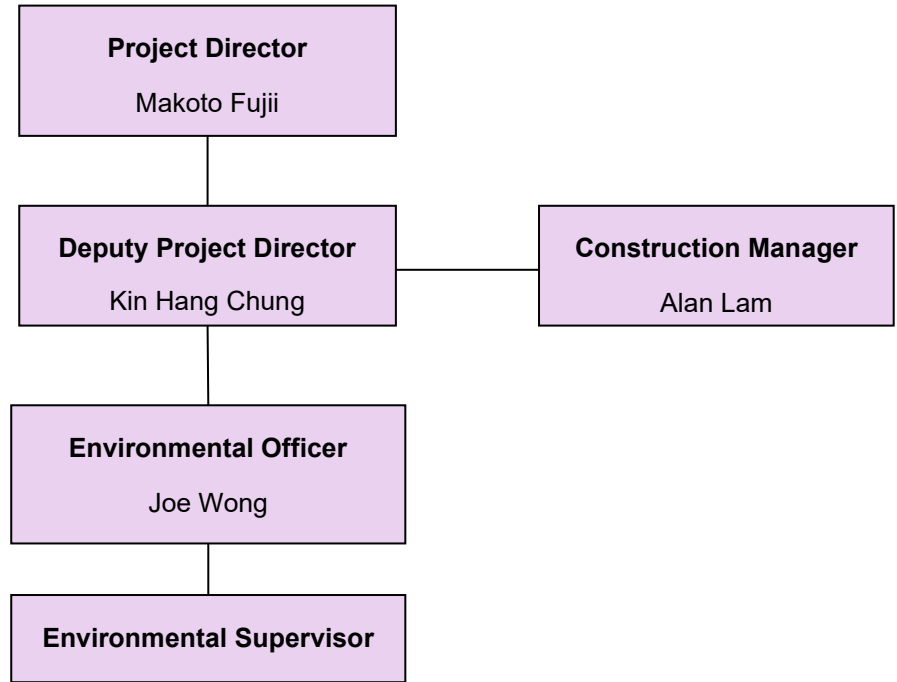 Project Director
Makoto Fujii
Deputy Project Director
Kin Hang Chung
Construction Manager
Alan Lam
Environmental Officer
Joe Wong
Environmental Supervisor